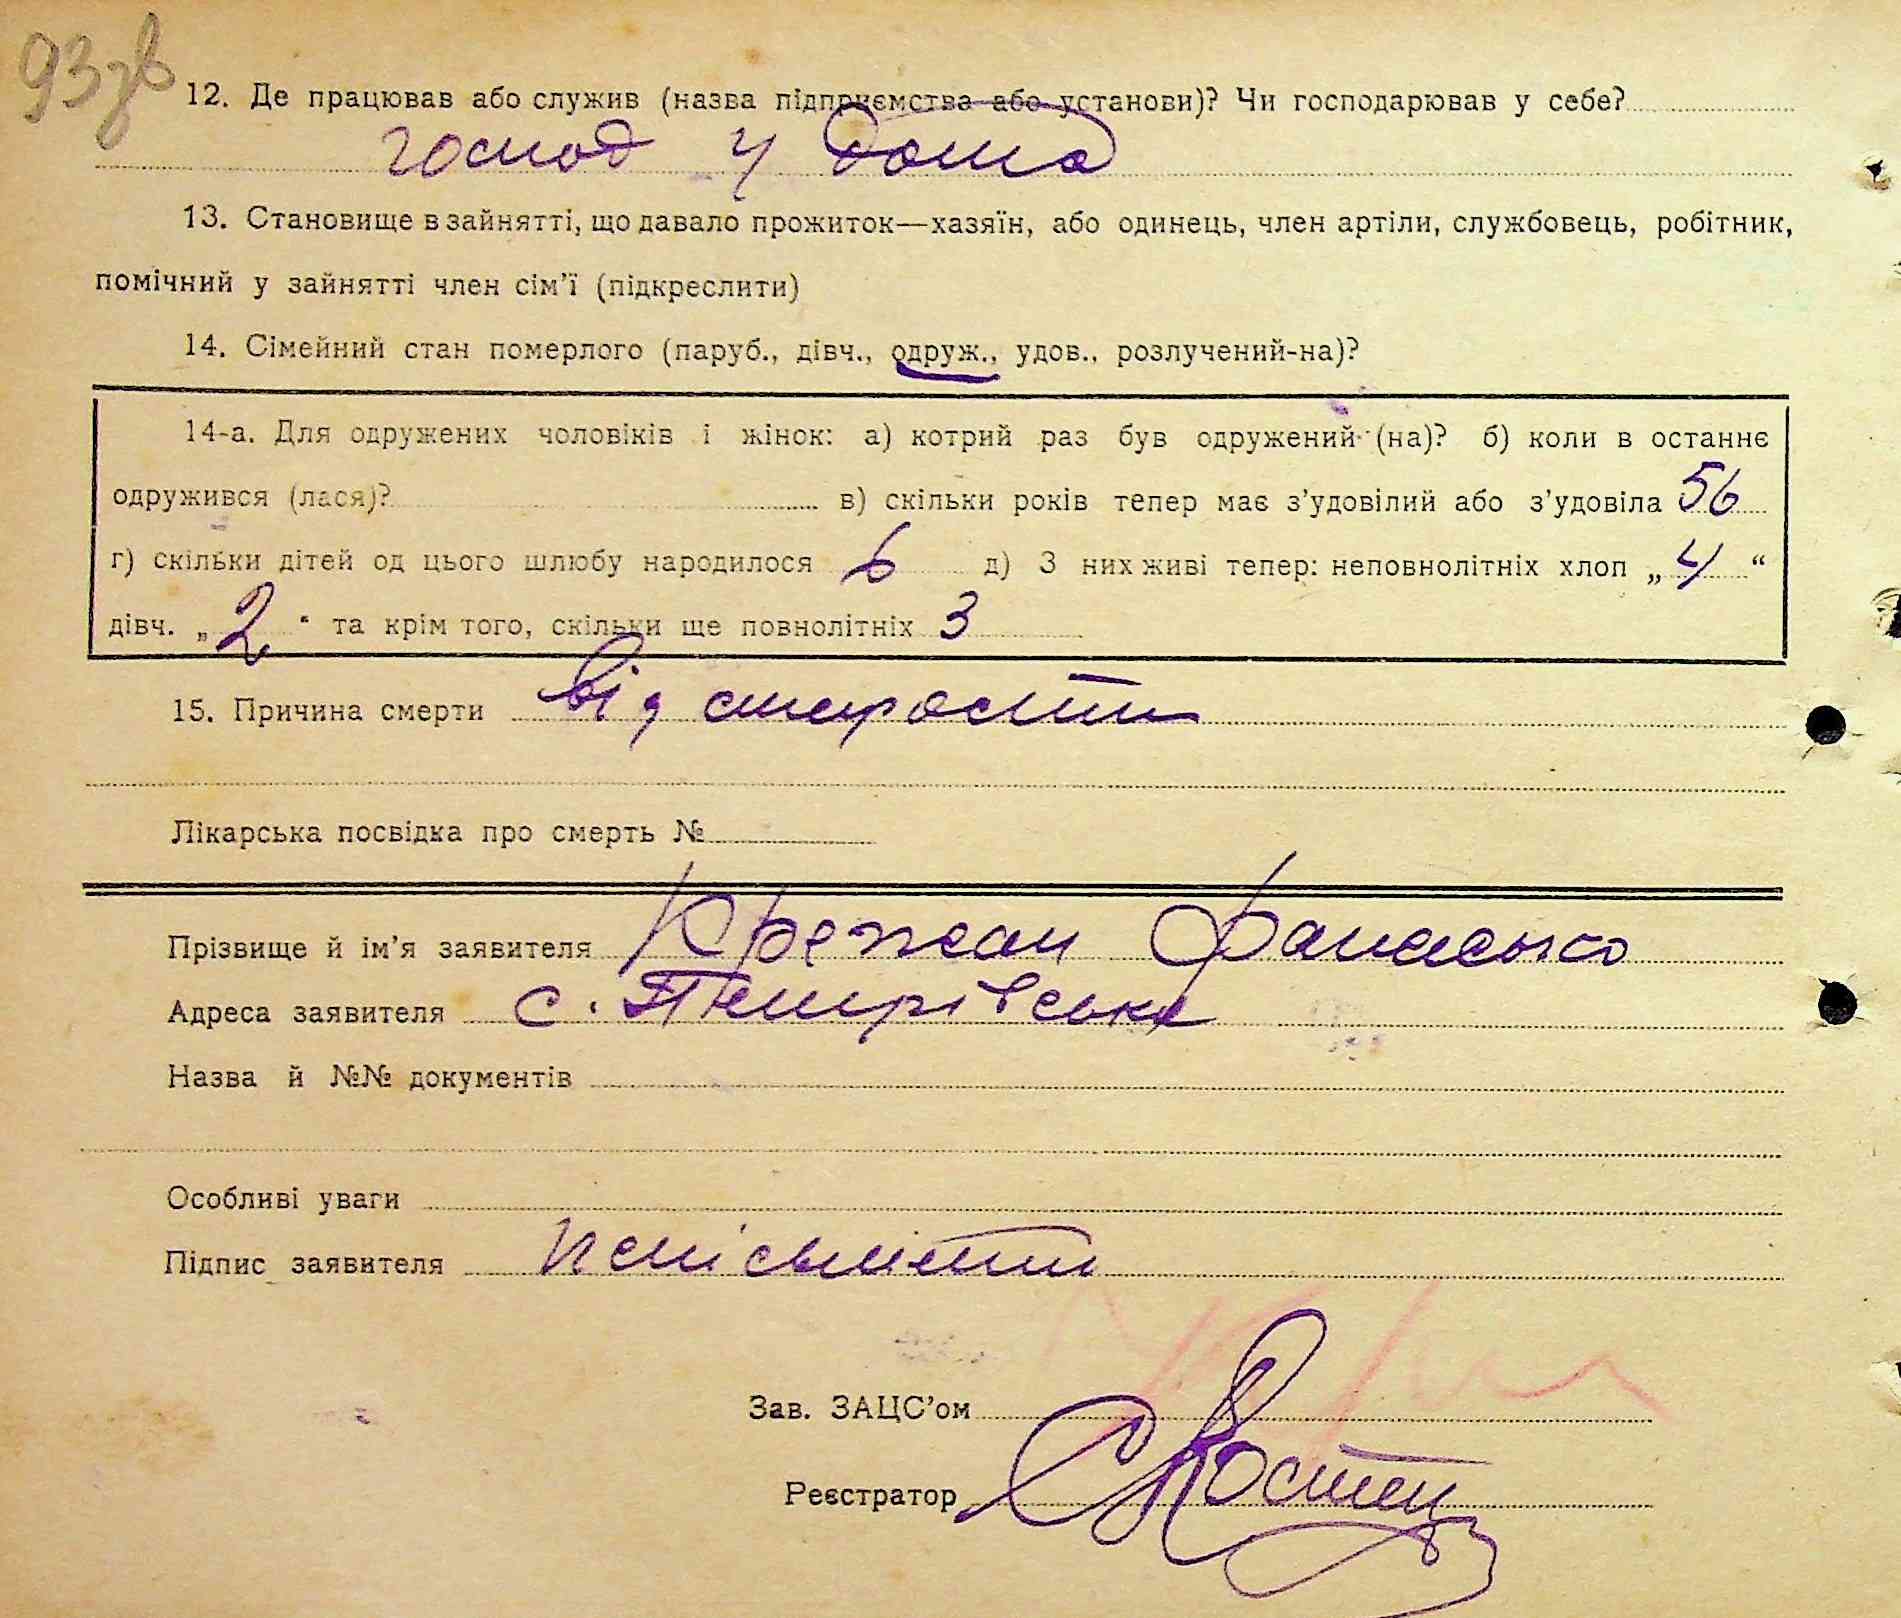 93зв
12. Де працював або служив (назва підприємства або установи)? Чи господарював у себе?
господ у дома
13. Становище в зайнятті, що давало прожиток—хазяїн, або одинець, член артіли, службовець, робітник,
помічний у зайнятті член сім'ї (підкреслити)
14. Сімейний стан померлого (паруб., дівч., одруж., удов., розлучений-на)?
14-а. Для одружених чоловіків і жінок: а) котрий раз був одружений (на)? б) коли в останнє
одружився (лася)? в) скільки років тепер має з'удовілий або з'удовіла 56
г) скільки дітей од цього шлюбу народилося 6 д) З них живі тепер: неповнолітніх хлоп „ 4 “
дівч. „ 2 “ та крім того, скільки ще повнолітніх 3
15. Причина смерти від старости
Лікарська посвідка про смерть №
Прізвище й ім'я заявителя Крежан
Адреса заявителя с. Петрівська
Назва й №№ документів
Особливі уваги
Підпис заявителя
Зав. ЗАЦС'ом
Реєстратор